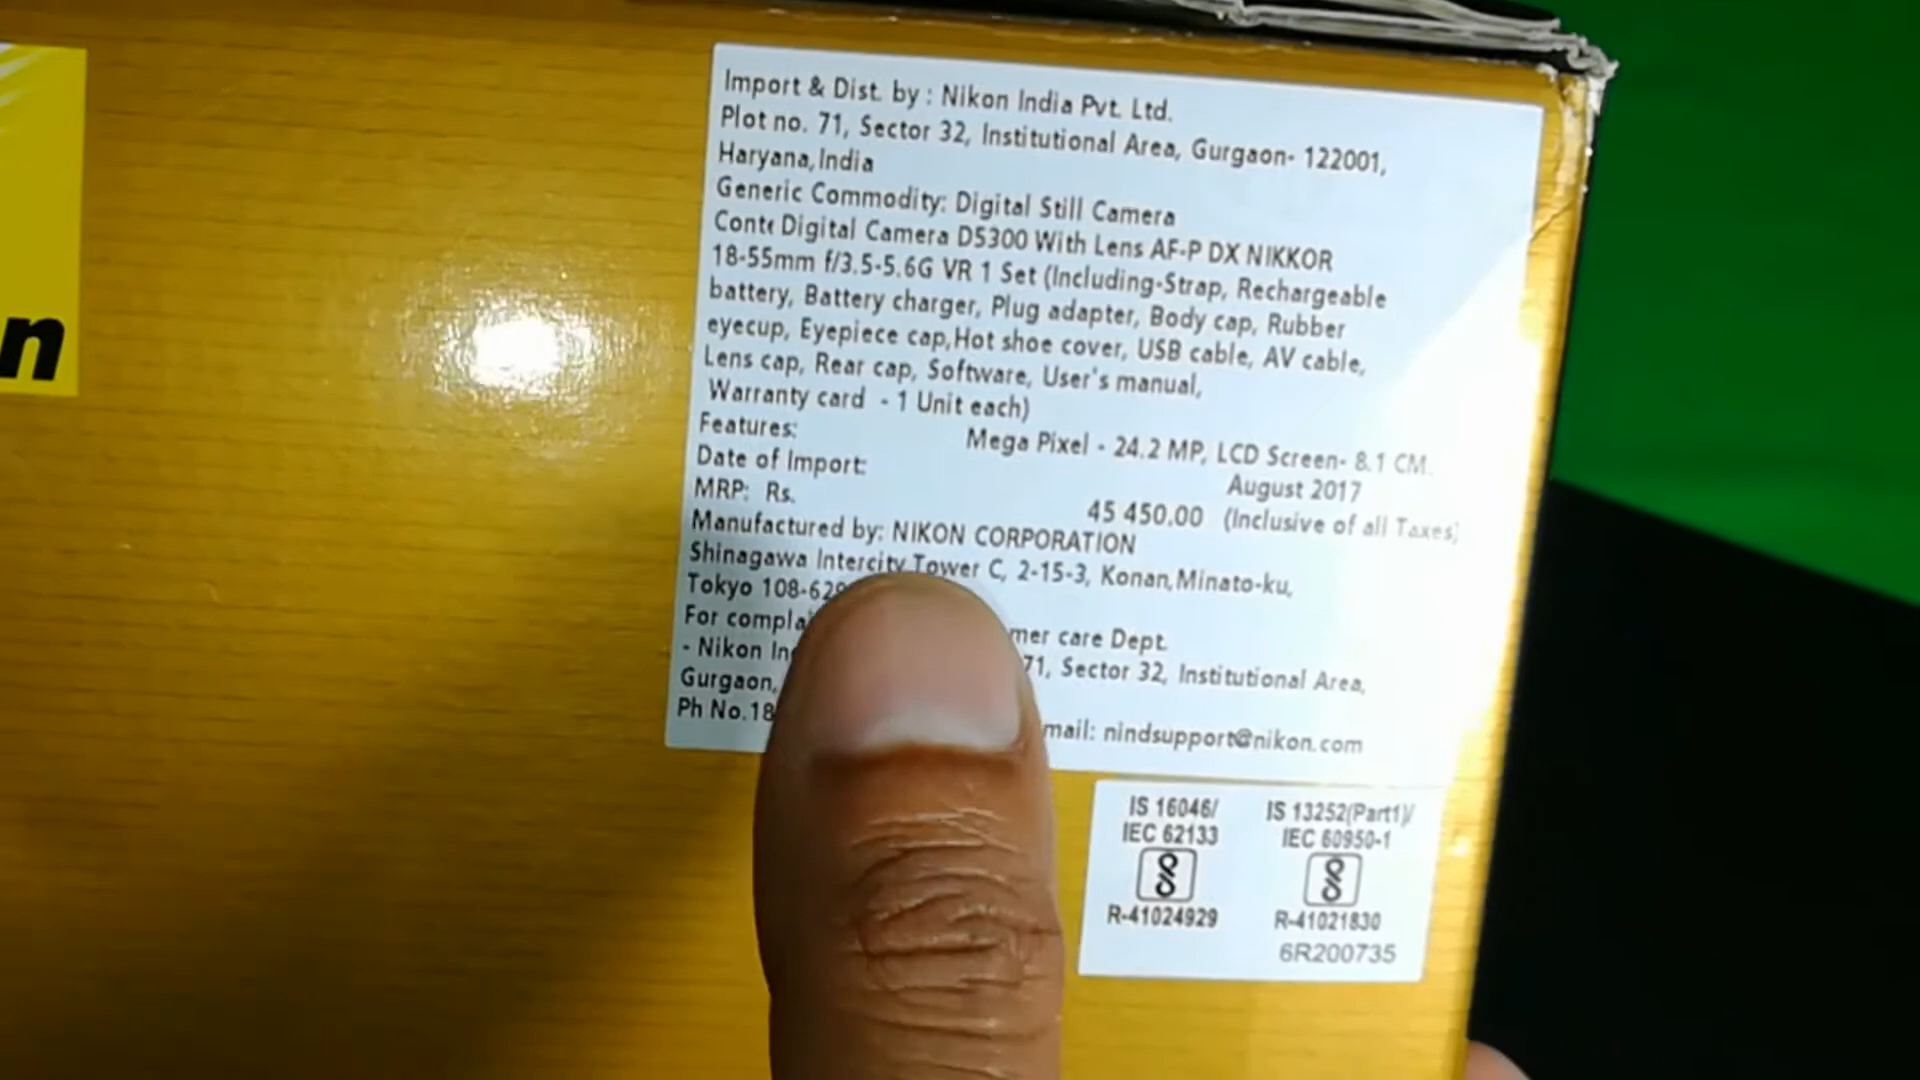 n
Import & Dist. by : Nikon India Pvt. Ltd.
Plot no. 71, Sector 32, Institutional Area, Gurgaon- 122001,
Haryana,India
Generic Commodity: Digital Still Camera
Conte Digital Camera D5300 With Lens AF-P DX NIKKOR
18-55mm f/3.5-5.6G VR 1 Set (Including-Strap, Rechargeable
battery, Battery charger, Plug adapter, Body cap, Rubber
eyecup, Eyepiece cap,Hot shoe cover, USB cable, AV cable,
Lens cap, Rear cap, Software, User's manual,
Warranty card - 1 Unit each)
Features: Mega Pixel - 24.2 MP, LCD Screen- 8.1 CM.
Date of Import: August 2017
MRP: Rs. 45 450.00 (Inclusive of all Taxes)
Manufactured by: NIKON CORPORATION
Shinagawa Intercity Tower C, 2-15-3, Konan,Minato-ku,
Tokyo 108-629
For compla mer care Dept.
- Nikon In 71, Sector 32, Institutional Area,
Gurgaon,
Ph No.18 mail: nindsupport@nikon.com
IS 16046/
IEC 62133
R-41024929
IS 13252(Part1)/
IEC 60950-1
R-41021830
6R200735